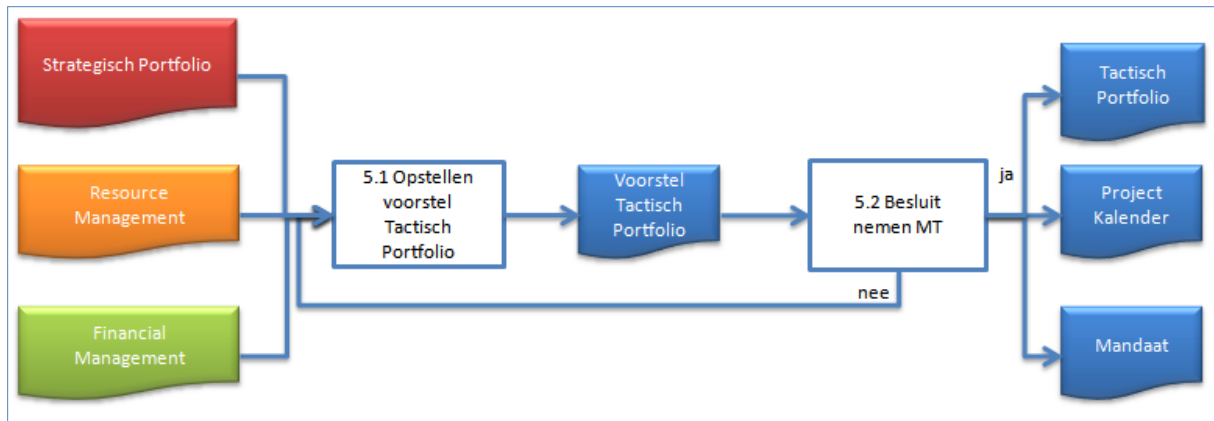 Strategisch Portfolio
Resource
Management
Financial
Management
5.1 Opstellen
voorstel
Tactisch
Portfolio
Voorstel
Tactisch
Portfolio
5.2 Besluit
nemen MT
ja
nee
Tactisch
Portfolio
Project
Kalender
Mandaat